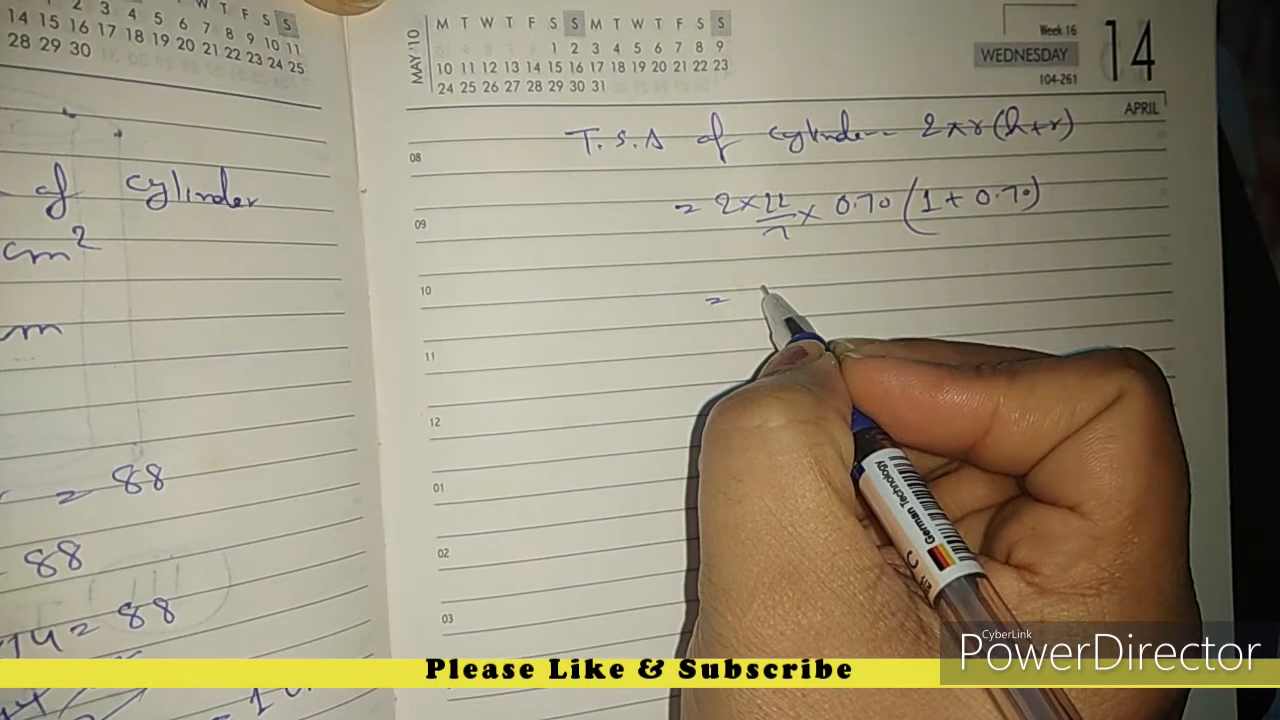 W T F S S
2 3 4
14 15 16 17 18 19 20 21 22 23 24 25
28 29 30
of cylinder
cm²
m
= 88
88
14 = 88
MAY'10
M T W T F S S M T W T F S S
1 2 3 4 5 6 7 8 9
10 11 12 13 14 15 16 17 18 19 20 21 22 23
24 25 26 27 28 29 30 31
Week 16
WEDNESDAY 14
104-261
APRIL
T.S.A of cylinder = 2πr(h+r)
08
= 2×22/7× 0.70 (1+0.70)
09
10
=
11
12
01
02
03
German Technology
CyberLink
PowerDirector
Please Like & Subscribe